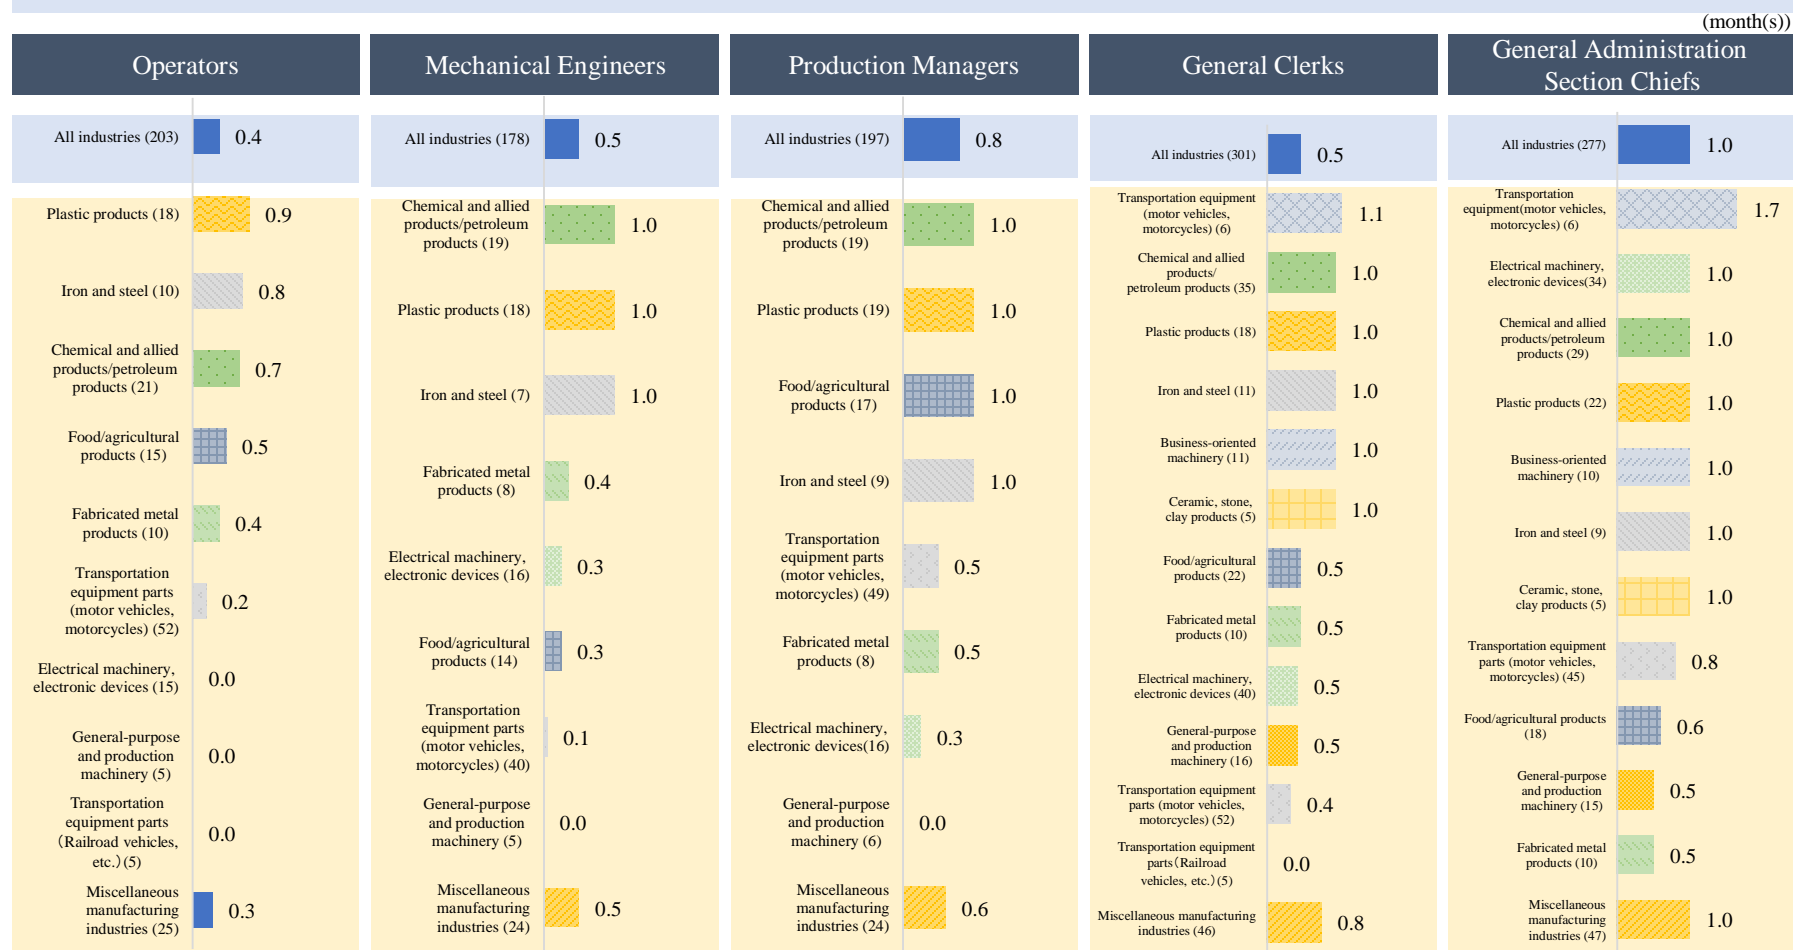 (month(s))
Operators
All industries (203)
0.4
Plastic products (18)
0.9
Iron and steel (10)
0.8
Chemical and allied
products/petroleum
products (21)
0.7
Food/agricultural
products (15)
0.5
Fabricated metal
products (10)
0.4
Transportation
equipment parts
(motor vehicles,
motorcycles) (52)
0.2
Electrical machinery,
electronic devices (15)
0.0
General-purpose
and production
machinery (5)
0.0
Transportation
equipment parts
（Railroad vehicles,
etc.）(5)
0.0
Miscellaneous
manufacturing
industries (25)
0.3
Mechanical Engineers
All industries (178)
0.5
Chemical and allied
products/petroleum
products (19)
1.0
Plastic products (18)
1.0
Iron and steel (7)
1.0
Fabricated metal
products (8)
0.4
Electrical machinery,
electronic devices (16)
0.3
Food/agricultural
products (14)
0.3
Transportation
equipment parts
(motor vehicles,
motorcycles) (40)
0.1
General-purpose
and production
machinery (5)
0.0
Miscellaneous
manufacturing
industries (24)
0.5
Production Managers
All industries (197)
0.8
Chemical and allied
products/petroleum
products (19)
1.0
Plastic products (19)
1.0
Food/agricultural
products (17)
1.0
Iron and steel (9)
1.0
Transportation
equipment parts
(motor vehicles,
motorcycles) (49)
0.5
Fabricated metal
products (8)
0.5
Electrical machinery,
electronic devices(16)
0.3
General-purpose
and production
machinery (6)
0.0
Miscellaneous
manufacturing
industries (24)
0.6
General Clerks
All industries (301)
0.5
Transportation equipment
(motor vehicles,
motorcycles) (6)
1.1
Chemical and allied
products/
petroleum products (35)
1.0
Plastic products (18)
1.0
Iron and steel (11)
1.0
Business-oriented
machinery (11)
1.0
Ceramic, stone,
clay products (5)
1.0
Food/agricultural
products (22)
0.5
Fabricated metal
products (10)
0.5
Electrical machinery,
electronic devices (40)
0.5
General-purpose
and production
machinery (16)
0.5
Transportation equipment
parts (motor vehicles,
motorcycles) (52)
0.4
Transportation equipment
parts（Railroad
vehicles, etc.）(5)
0.0
Miscellaneous manufacturing
industries (46)
0.8
General Administration
Section Chiefs
All industries (277)
1.0
Transportation
equipment(motor vehicles,
motorcycles) (6)
1.7
Electrical machinery,
electronic devices(34)
1.0
Chemical and allied
products/petroleum
products (29)
1.0
Plastic products (22)
1.0
Business-oriented
machinery (10)
1.0
Iron and steel (9)
1.0
Ceramic, stone,
clay products (5)
1.0
Transportation equipment
parts (motor vehicles,
motorcycles) (45)
0.8
Food/agricultural products
(18)
0.6
General-purpose
and production
machinery (15)
0.5
Fabricated metal
products (10)
0.5
Miscellaneous
manufacturing
industries (47)
1.0